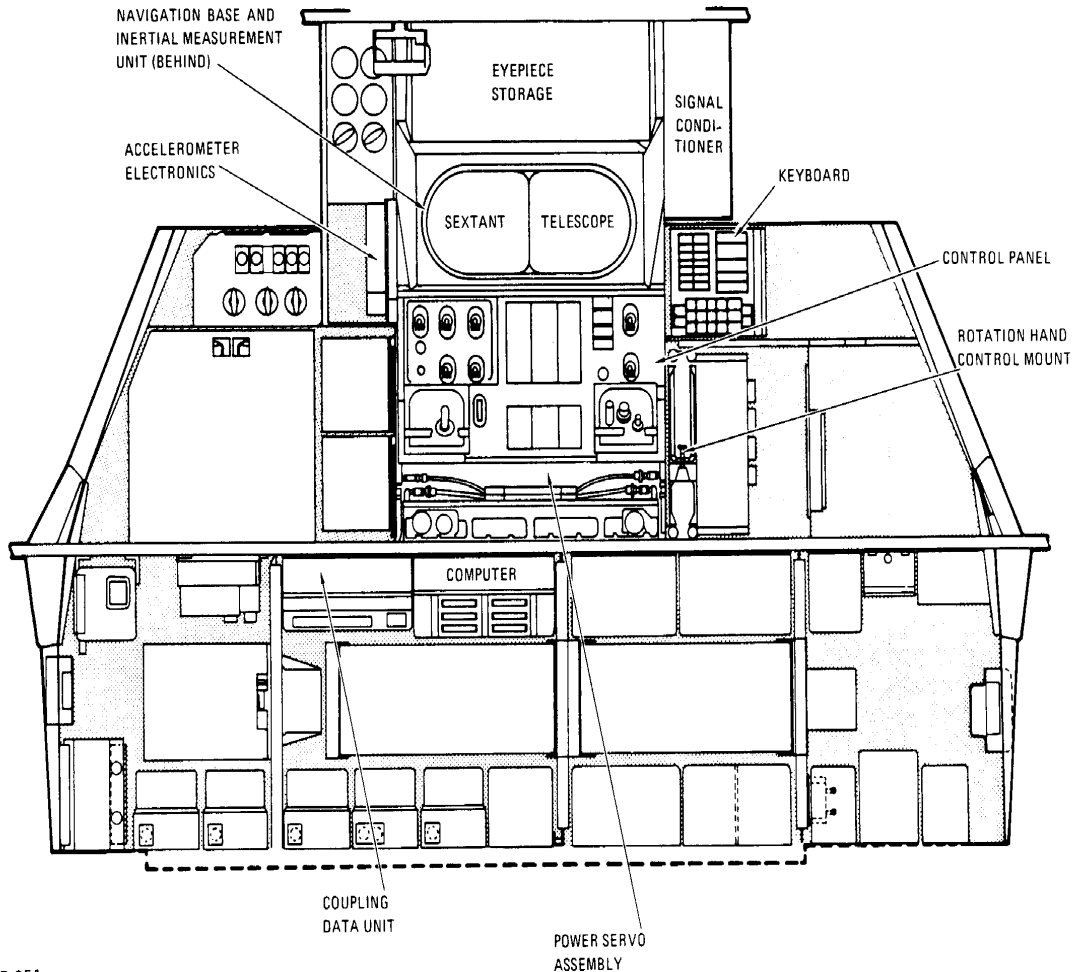 NAVIGATION BASE AND
INERTIAL MEASUREMENT
UNIT (BEHIND)
EYEPIECE
STORAGE
SIGNAL
CONDI-
TIONER
ACCELEROMETER
ELECTRONICS
KEYBOARD
SEXTANT
TELESCOPE
CONTROL PANEL
ROTATION HAND
CONTROL MOUNT
COMPUTER
COUPLING
DATA UNIT
POWER SERVO
ASSEMBLY